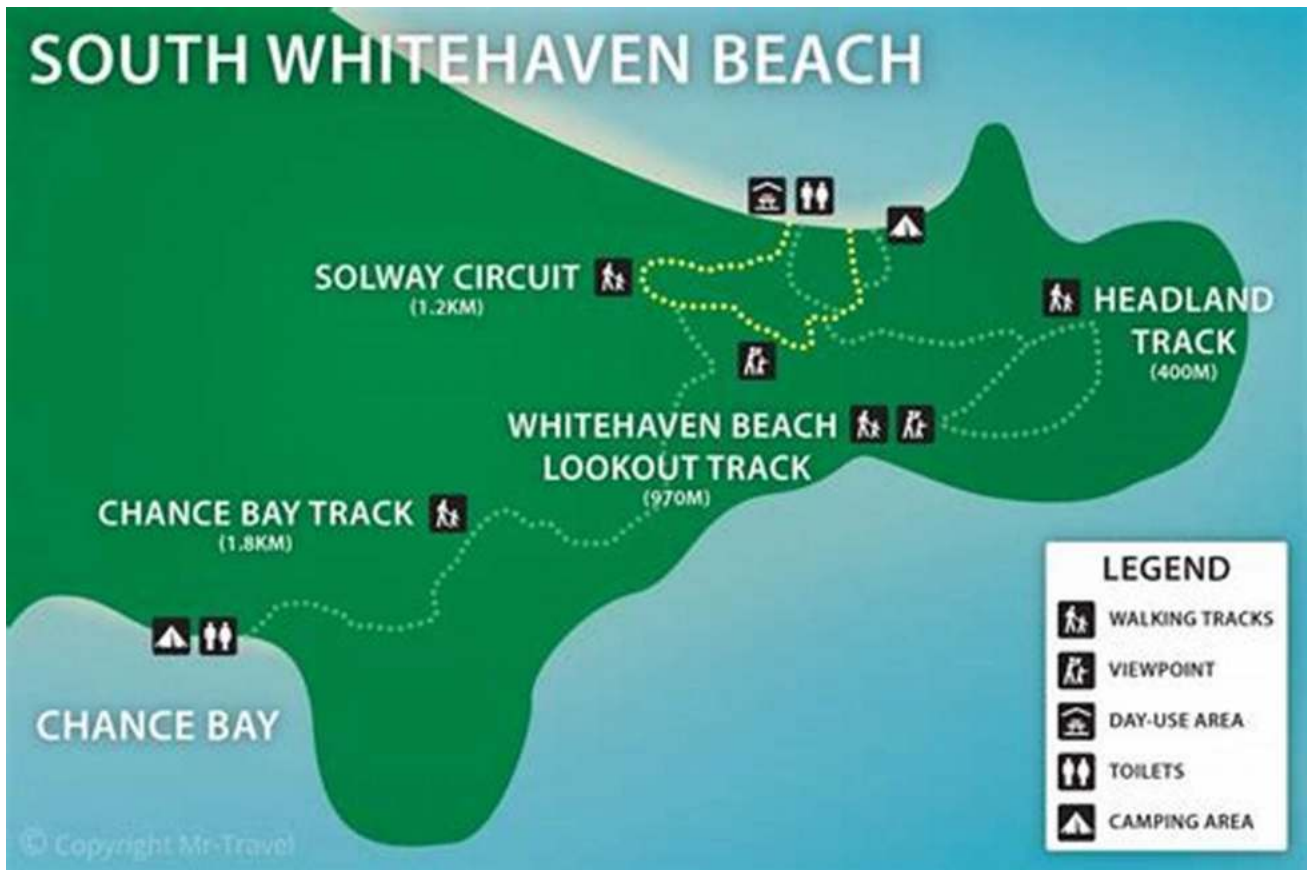 SOUTH WHITEHAVEN BEACH
SOLWAY CIRCUIT
(1.2KM)
HEADLAND
TRACK
(400M)
WHITEHAVEN BEACH
LOOKOUT TRACK
(970M)
CHANCE BAY TRACK
(1.8KM)
CHANCE BAY
LEGEND
WALKING TRACKS
VIEWPOINT
DAY-USE AREA
TOILETS
CAMPING AREA
© Copyright Mr-Travel